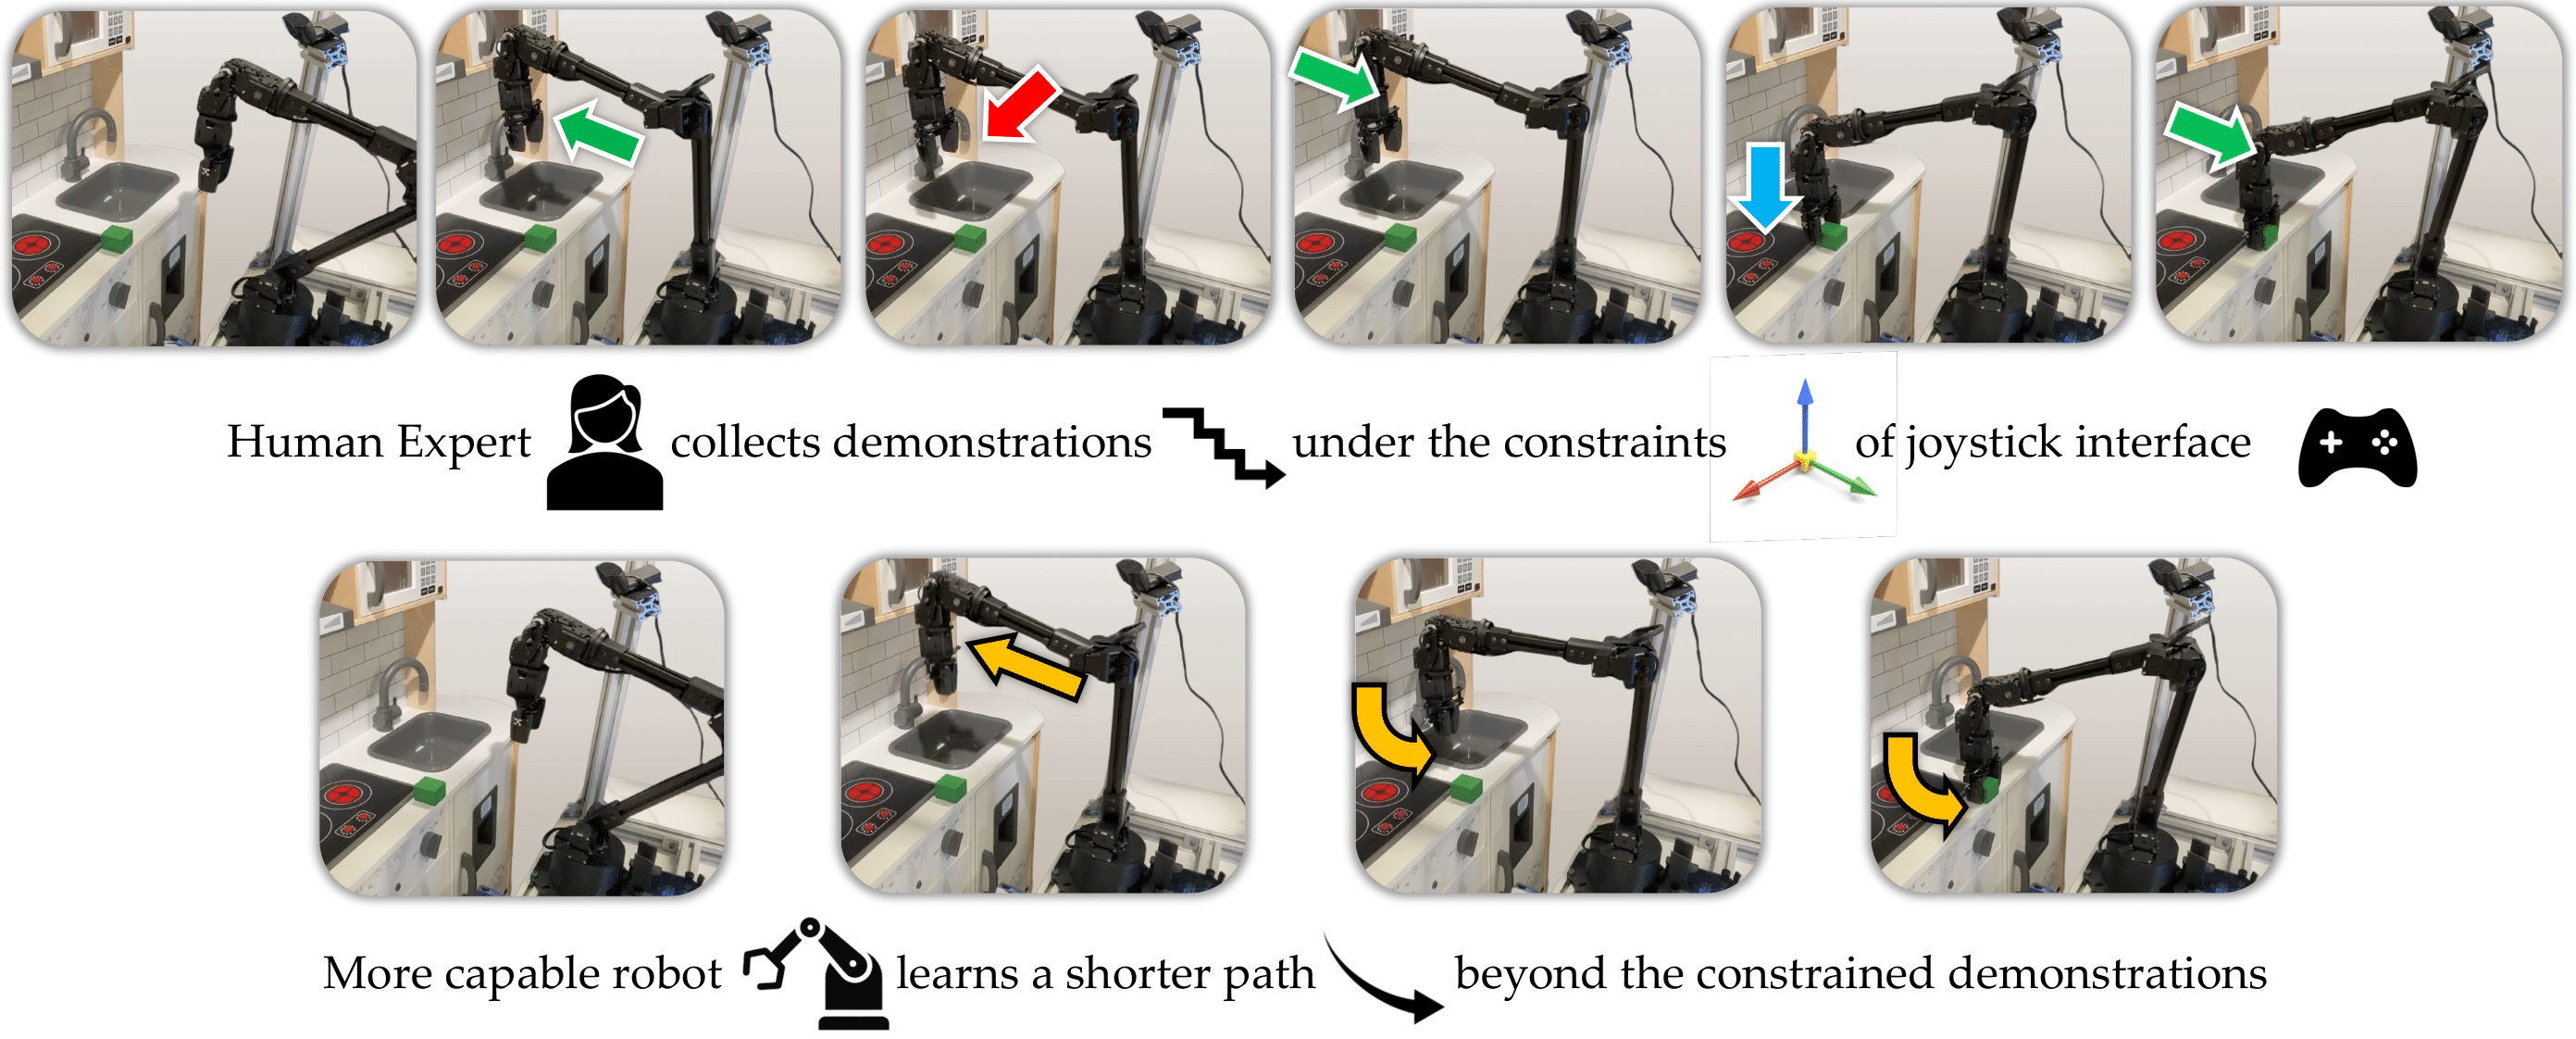 Human Expert collects demonstrations under the constraints of joystick interface
More capable robot learns a shorter path beyond the constrained demonstrations